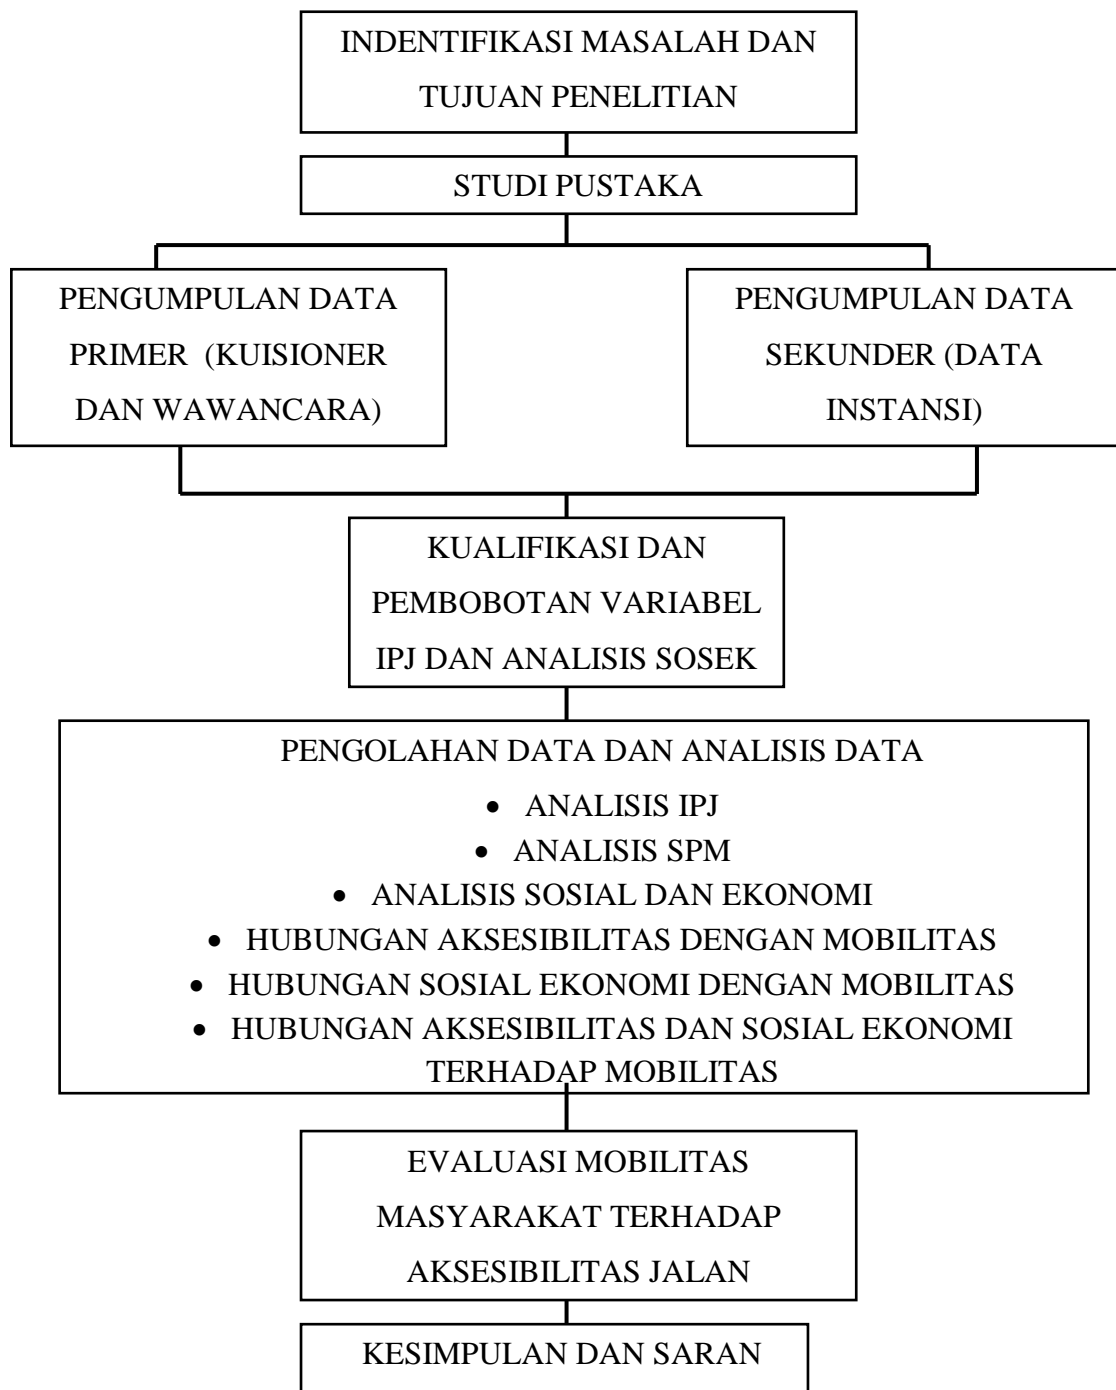 INDENTIFIKASI MASALAH DAN
TUJUAN PENELITIAN
STUDI PUSTAKA
PENGUMPULAN DATA
PRIMER (KUISIONER
DAN WAWANCARA)
PENGUMPULAN DATA
SEKUNDER (DATA
INSTANSI)
KUALIFIKASI DAN
PEMBOBOTAN VARIABEL
IPJ DAN ANALISIS SOSEK
PENGOLAHAN DATA DAN ANALISIS DATA
• ANALISIS IPJ
• ANALISIS SPM
• ANALISIS SOSIAL DAN EKONOMI
• HUBUNGAN AKSESIBILITAS DENGAN MOBILITAS
• HUBUNGAN SOSIAL EKONOMI DENGAN MOBILITAS
• HUBUNGAN AKSESIBILITAS DAN SOSIAL EKONOMI
TERHADAP MOBILITAS
EVALUASI MOBILITAS
MASYARAKAT TERHADAP
AKSESIBILITAS JALAN
KESIMPULAN DAN SARAN